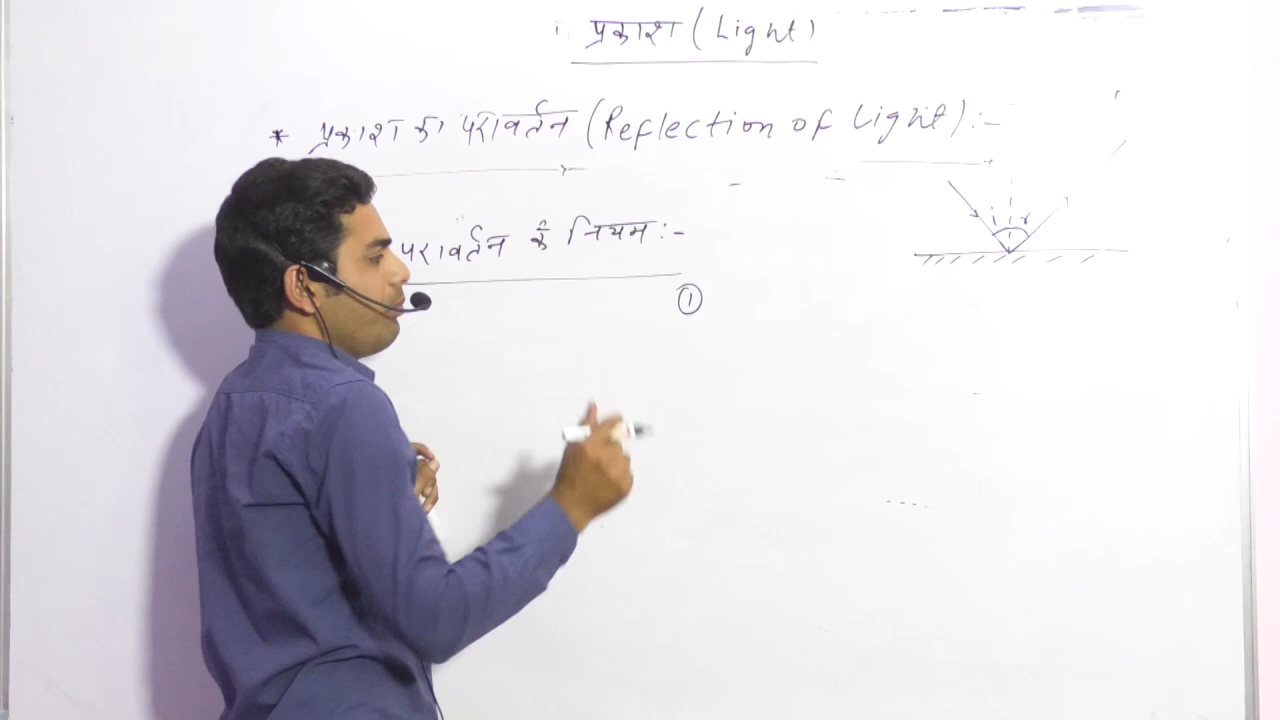 प्रकाश (Light)
* प्रकाश का परावर्तन (Reflection of Light) :-
परावर्तन के नियम :-
①
i r